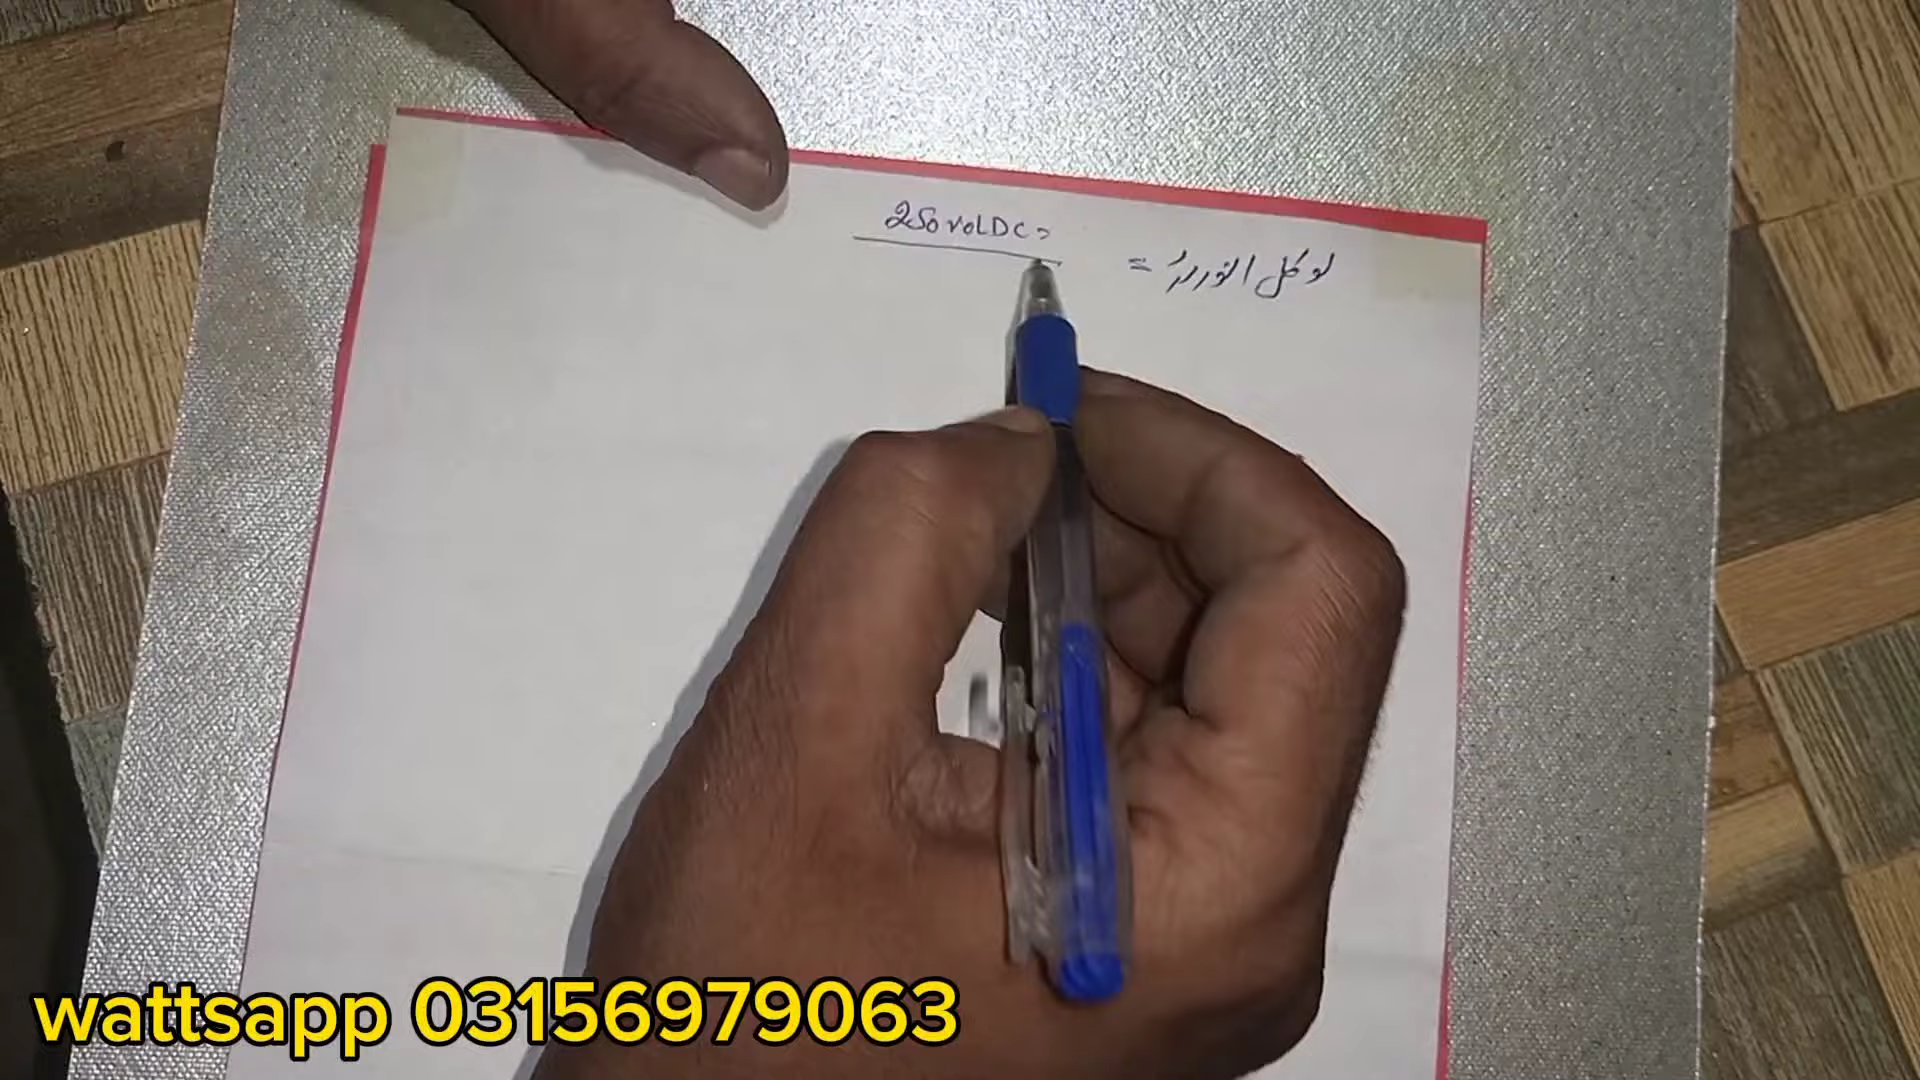 لوکل انورٹر =
250 volDC=
wattsapp 03156979063